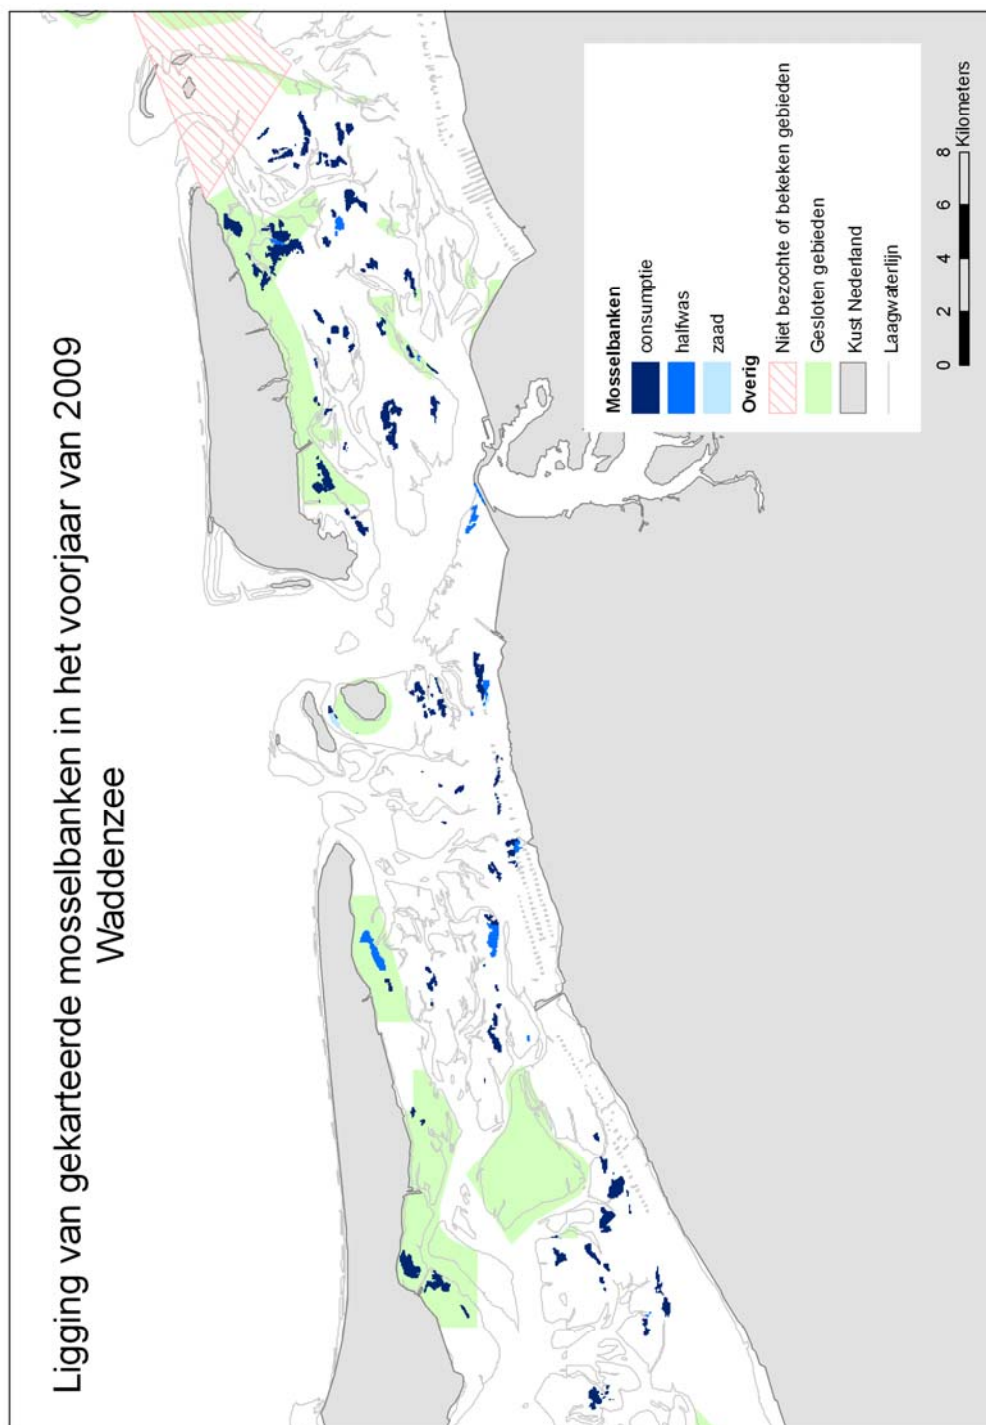 Ligging van gekarteerde mosselbanken in het voorjaar van 2009
Waddenzee
Mosselbanken
consumptie
halfwas
zaad
Overig
Niet bezochte of bekeken gebieden
Gesloten gebieden
Kust Nederland
Laagwaterlijn
0 2 4 6 8
Kilometers